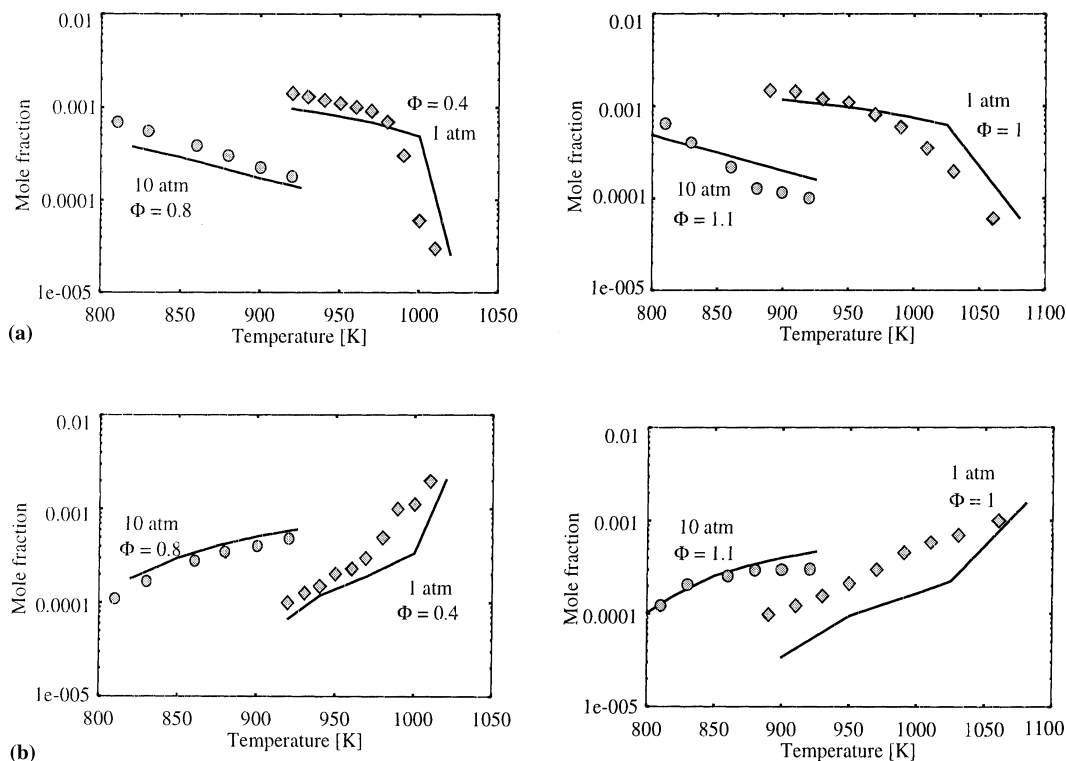 0.01
0.001
0.0001
1e-005
Mole fraction
Φ = 0.4
1 atm
10 atm
Φ = 0.8
800 850 900 950 1000 1050
Temperature [K]
(a)
0.01
0.001
0.0001
1e-005
Mole fraction
1 atm
Φ = 1
10 atm
Φ = 1.1
800 850 900 950 1000 1050 1100
Temperature [K]
0.01
0.001
0.0001
1e-005
Mole fraction
10 atm
Φ = 0.8
1 atm
Φ = 0.4
800 850 900 950 1000 1050
Temperature [K]
(b)
0.01
0.001
0.0001
1e-005
Mole fraction
1 atm
Φ = 1
10 atm
Φ = 1.1
800 850 900 950 1000 1050 1100
Temperature [K]